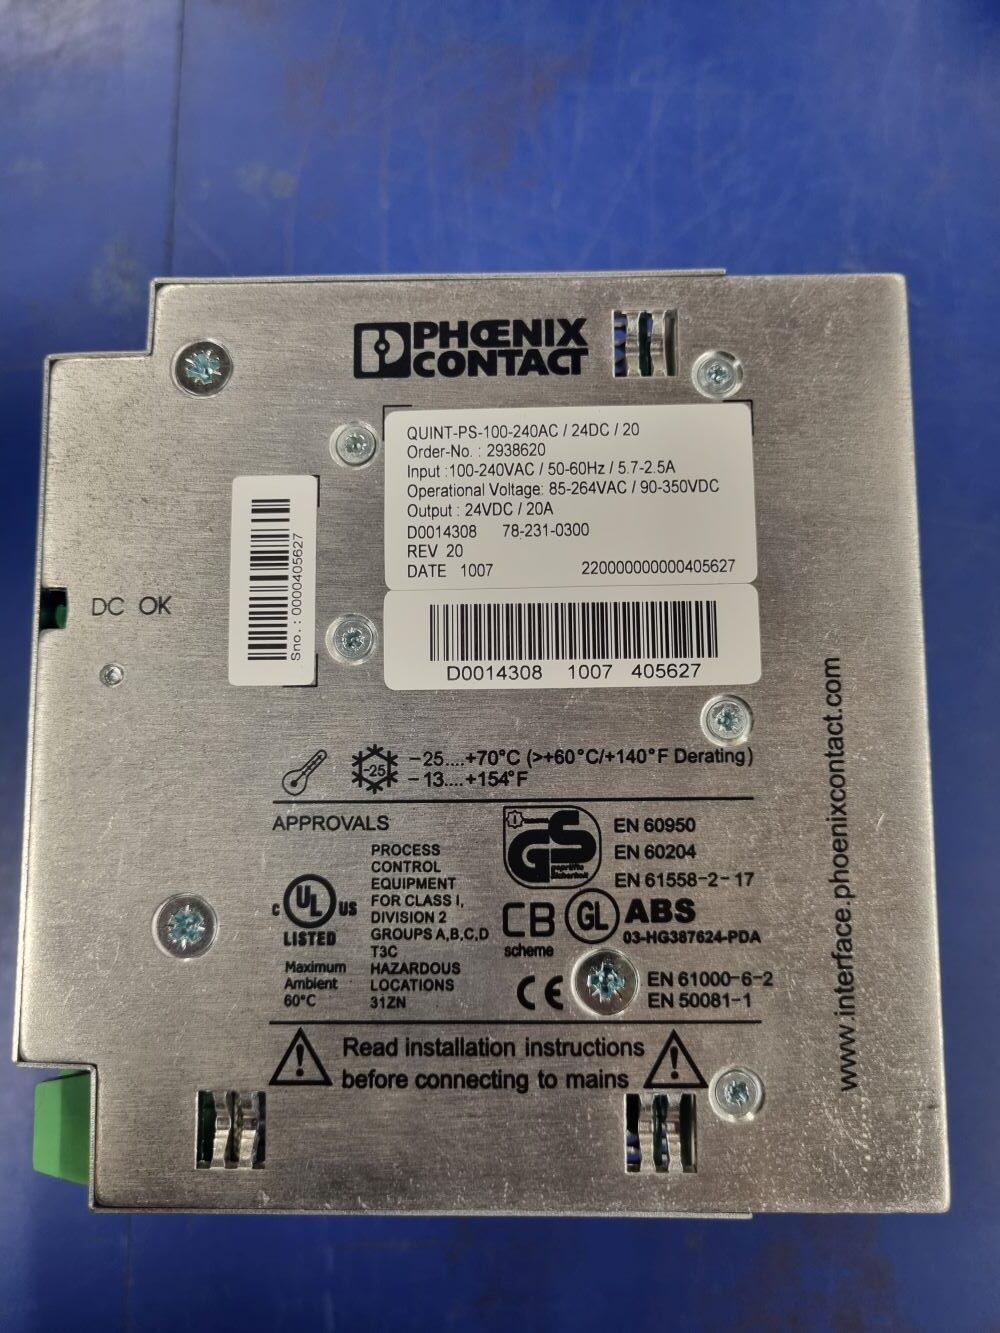 PHŒNIX
CONTACT
QUINT-PS-100-240AC / 24DC / 20
Order-No. : 2938620
Input :100-240VAC / 50-60Hz / 5.7-2.5A
Operational Voltage: 85-264VAC / 90-350VDC
Output : 24VDC / 20A
D0014308 78-231-0300
REV 20
DATE 1007 220000000000405627
Sno. : 0000405627
DC OK
D0014308 1007 405627
-25
–25....+70°C (>+60°C/+140°F Derating)
–13....+154°F
APPROVALS
C UL US
LISTED
Maximum
Ambient
60°C
PROCESS
CONTROL
EQUIPMENT
FOR CLASS I,
DIVISION 2
GROUPS A,B,C,D
T3C
HAZARDOUS
LOCATIONS
31ZN
GS
geprüfte
Sicherheit
EN 60950
EN 60204
EN 61558-2-17
CB
scheme
GL
ABS
03-HG387624-PDA
CE
EN 61000-6-2
EN 50081-1
Read installation instructions
before connecting to mains
www.interface.phoenixcontact.com